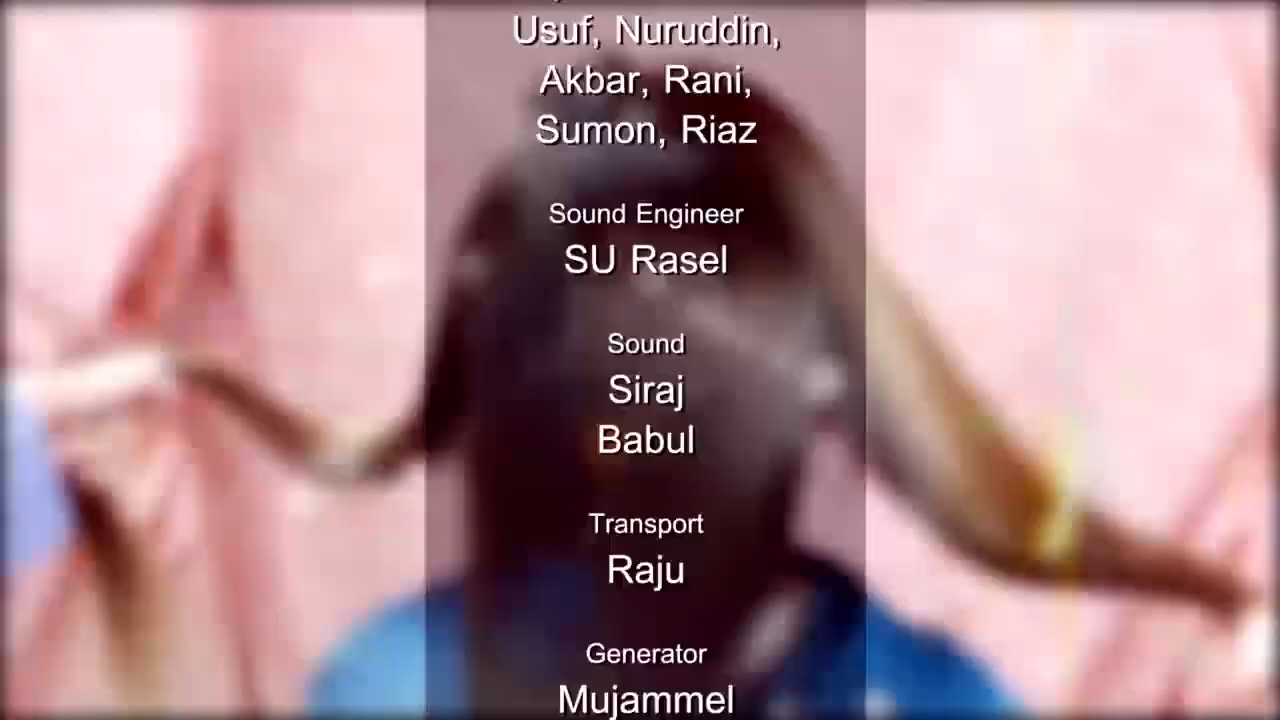 Usuf, Nuruddin,
Akbar, Rani,
Sumon, Riaz
Sound Engineer
SU Rasel
Sound
Siraj
Babul
Transport
Raju
Generator
Mujammel